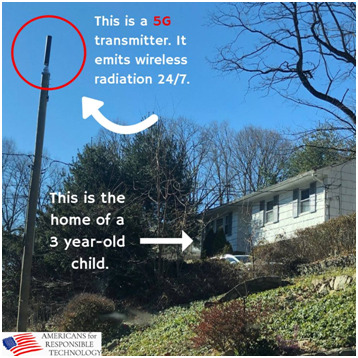 This is a 5G
transmitter. It
emits wireless
radiation 24/7.
This is the
home of a
3 year-old
child.
AMERICANS for
RESPONSIBLE
TECHNOLOGY